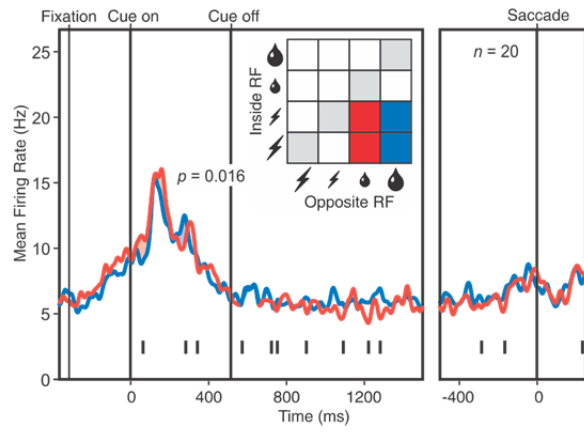 Fixation Cue on Cue off Saccade
Mean Firing Rate (Hz)
25
20
15
10
5
0
p = 0.016
n = 20
Inside RF
Opposite RF
0 400 800 1200
-400 0
Time (ms)